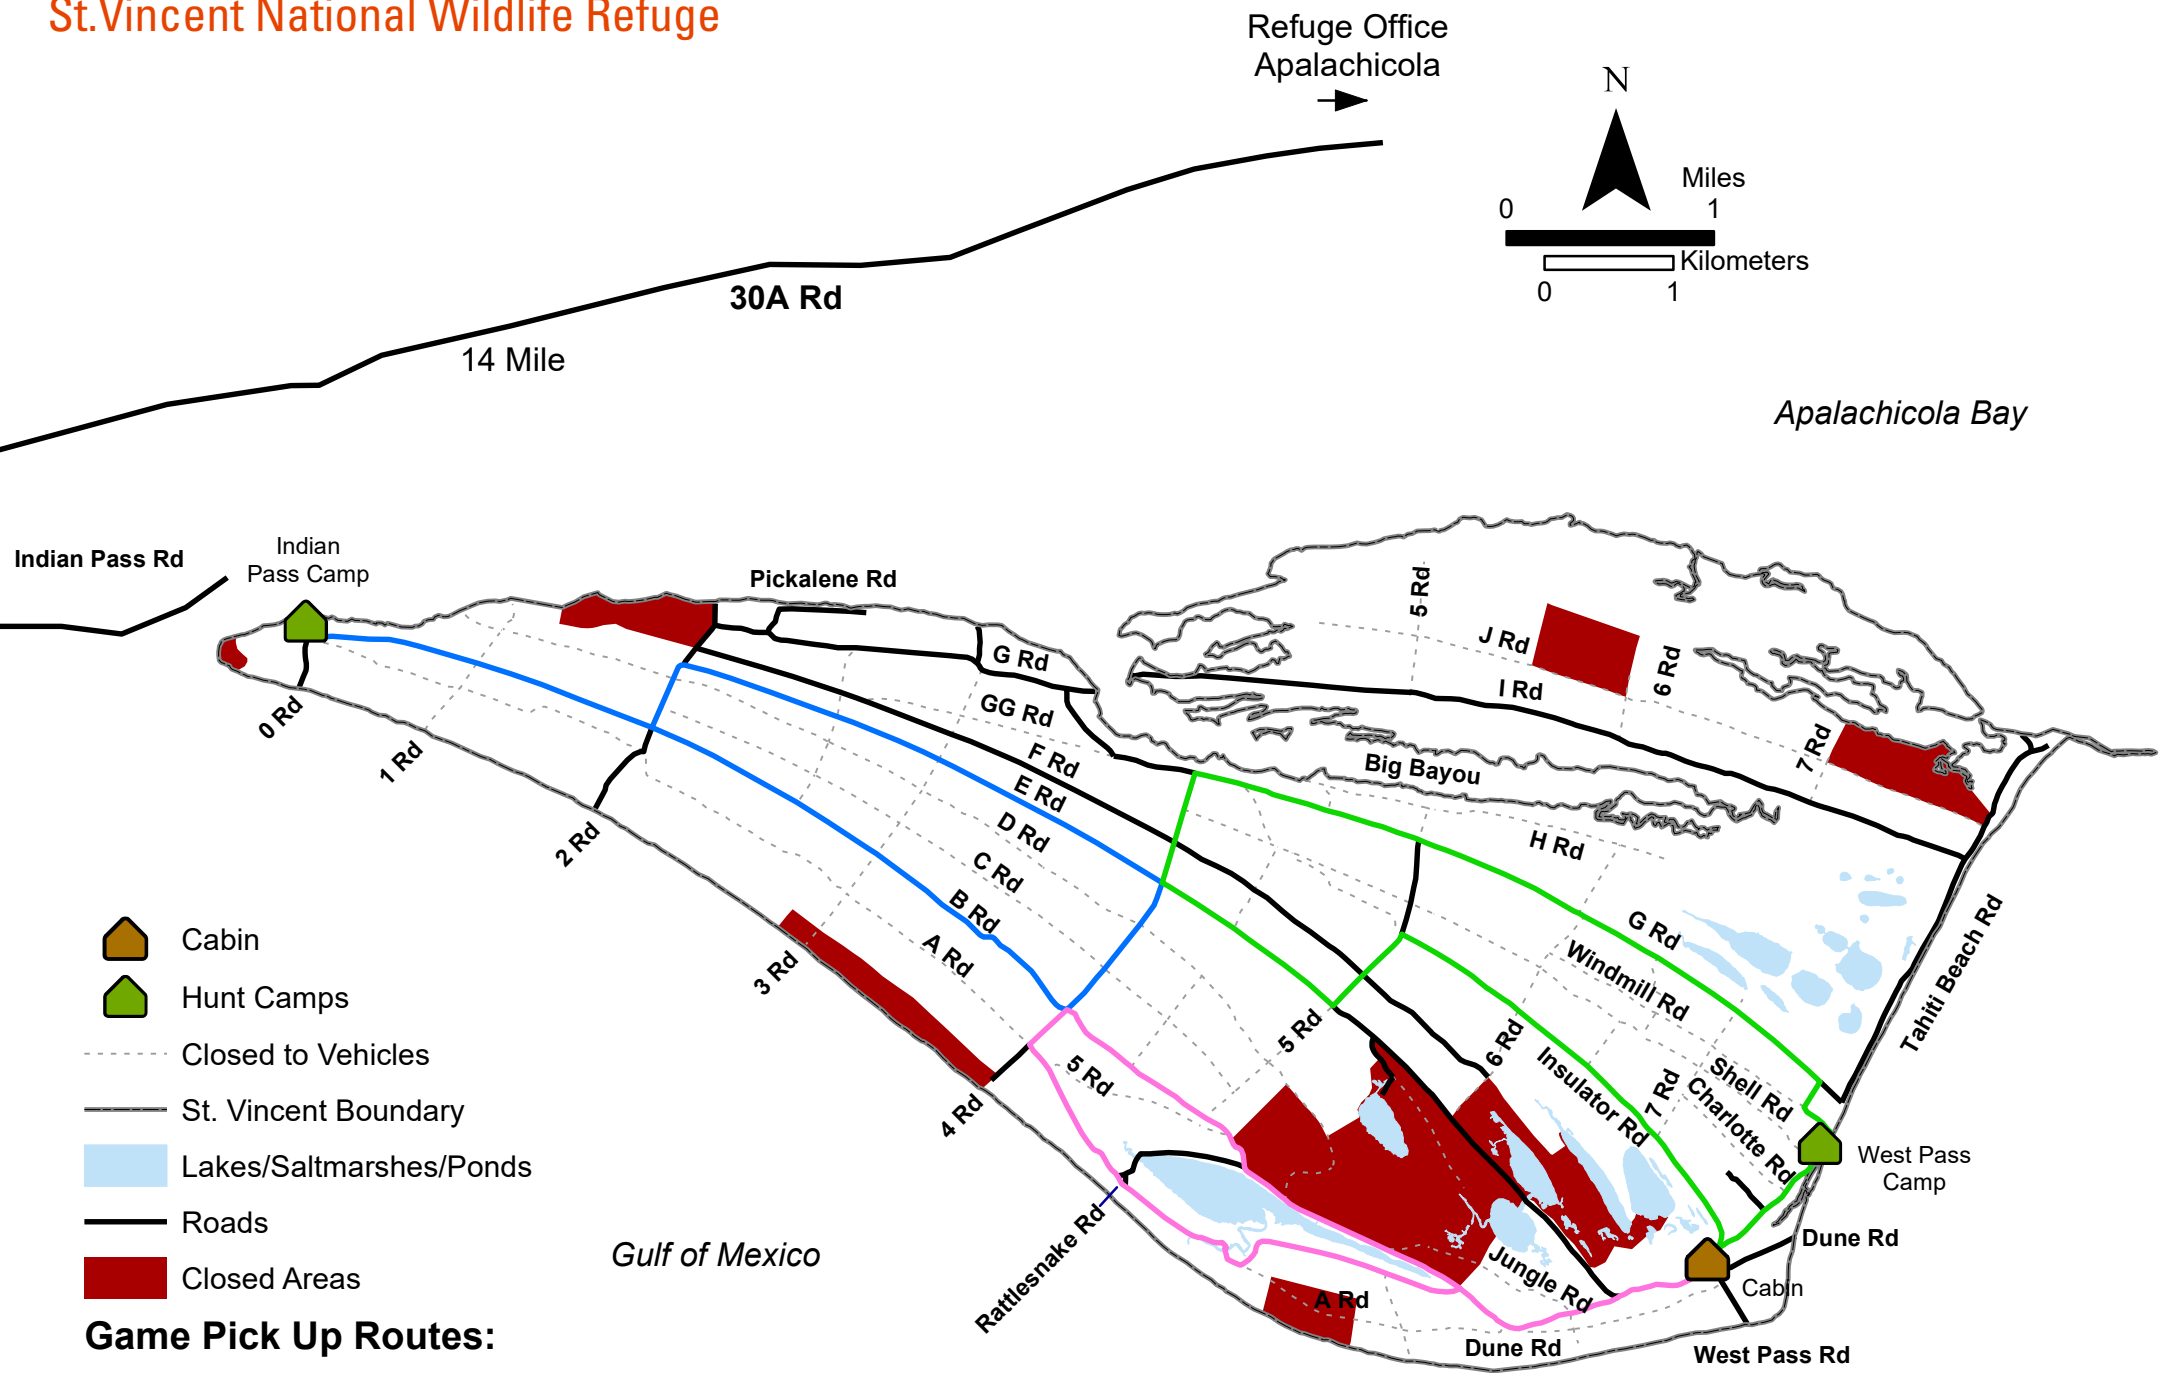 St.Vincent National Wildlife Refuge
Refuge Office
Apalachicola
N
Miles
0 1
Kilometers
0 1
30A Rd
14 Mile
Apalachicola Bay
Indian Pass Rd
Indian
Pass Camp
Pickalene Rd
5 Rd
J Rd
6 Rd
I Rd
7 Rd
G Rd
GG Rd
0 Rd
1 Rd
F Rd
Big Bayou
E Rd
D Rd
H Rd
2 Rd
C Rd
B Rd
A Rd
G Rd
Windmill Rd
Tahiti Beach Rd
3 Rd
5 Rd
6 Rd
Insulator Rd
7 Rd
Shell Rd
Charlotte Rd
5 Rd
4 Rd
West Pass
Camp
Rattlesnake Rd
Dune Rd
Jungle Rd
Cabin
A Rd
Dune Rd
West Pass Rd
Gulf of Mexico
Cabin
Hunt Camps
Closed to Vehicles
St. Vincent Boundary
Lakes/Saltmarshes/Ponds
Roads
Closed Areas
Game Pick Up Routes: